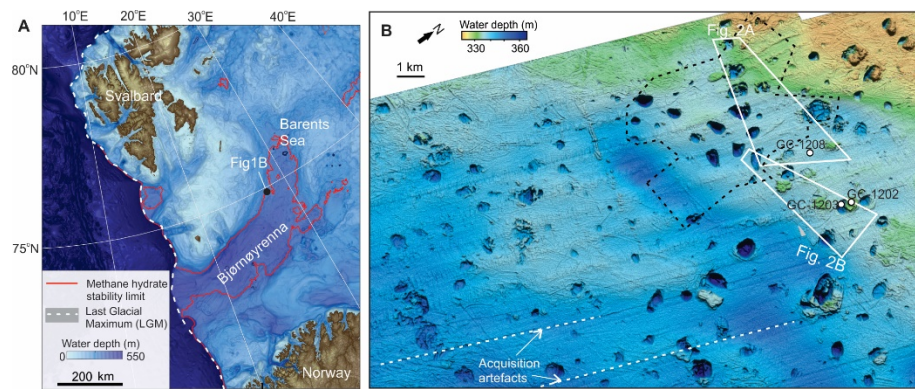 10°E 20°E 30°E 40°E
A
80°N
Svalbard
Barents
Sea
Fig1B
75°N
Bjørnøyrenna
Methane hydrate
stability limit
Last Glacial
Maximum (LGM)
Water depth (m)
0 550
200 km
Norway
B
N
Water depth (m)
330 360
1 km
Fig. 2A
GC-1208
GC-1202
GC-1203
Fig. 2B
Acquisition
artefacts